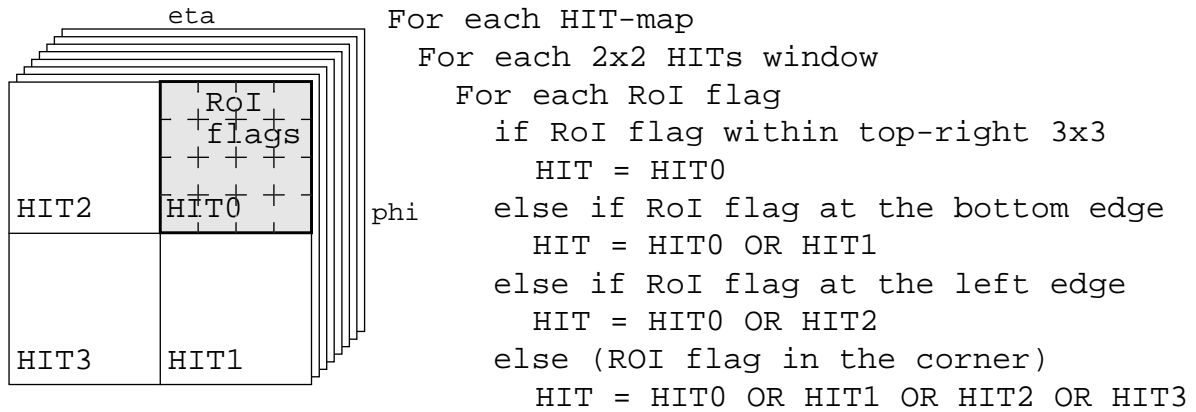 eta
RoI
flags
HIT2
HIT0
phi
HIT3
HIT1
For each HIT-map
For each 2x2 HITs window
For each RoI flag
if RoI flag within top-right 3x3
HIT = HIT0
else if RoI flag at the bottom edge
HIT = HIT0 OR HIT1
else if RoI flag at the left edge
HIT = HIT0 OR HIT2
else (ROI flag in the corner)
HIT = HIT0 OR HIT1 OR HIT2 OR HIT3